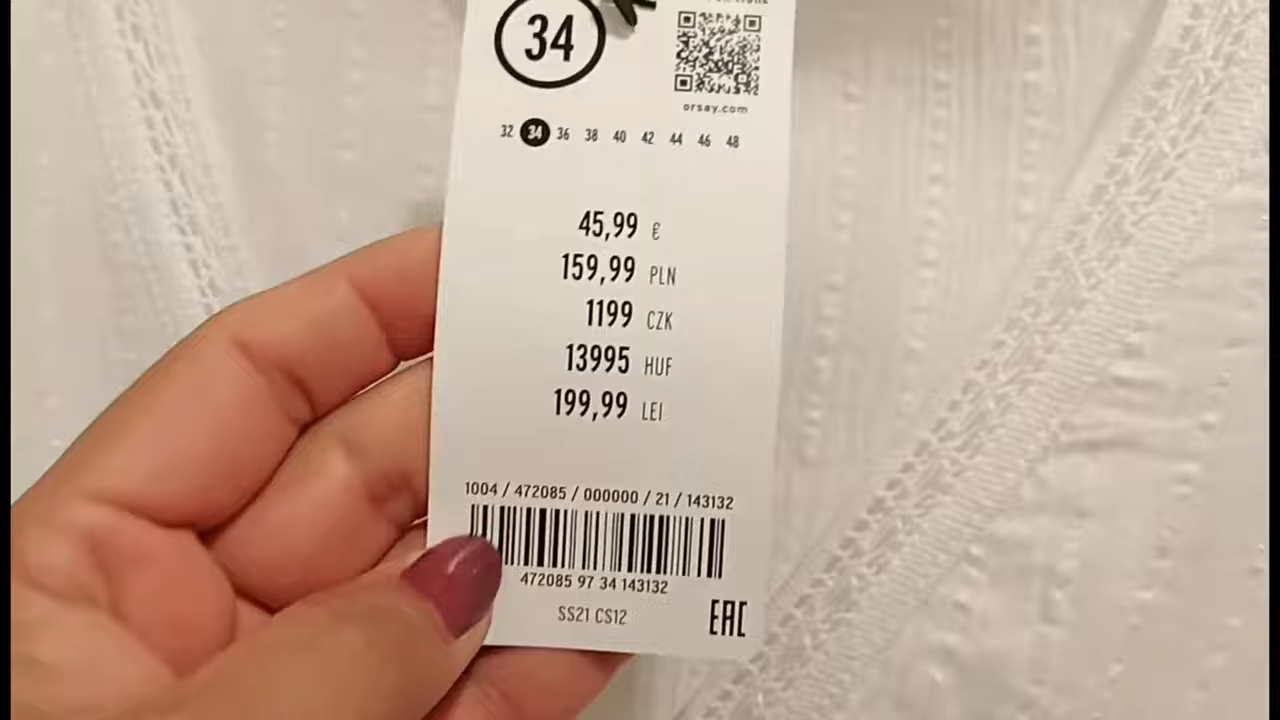 34
orsay.com
32 34 36 38 40 42 44 46 48
45,99 €
159,99 PLN
1199 CZK
13995 HUF
199,99 LEI
1004 / 472085 / 000000 / 21 / 143132
472085 97 34 143132
SS21 CS12
EAC